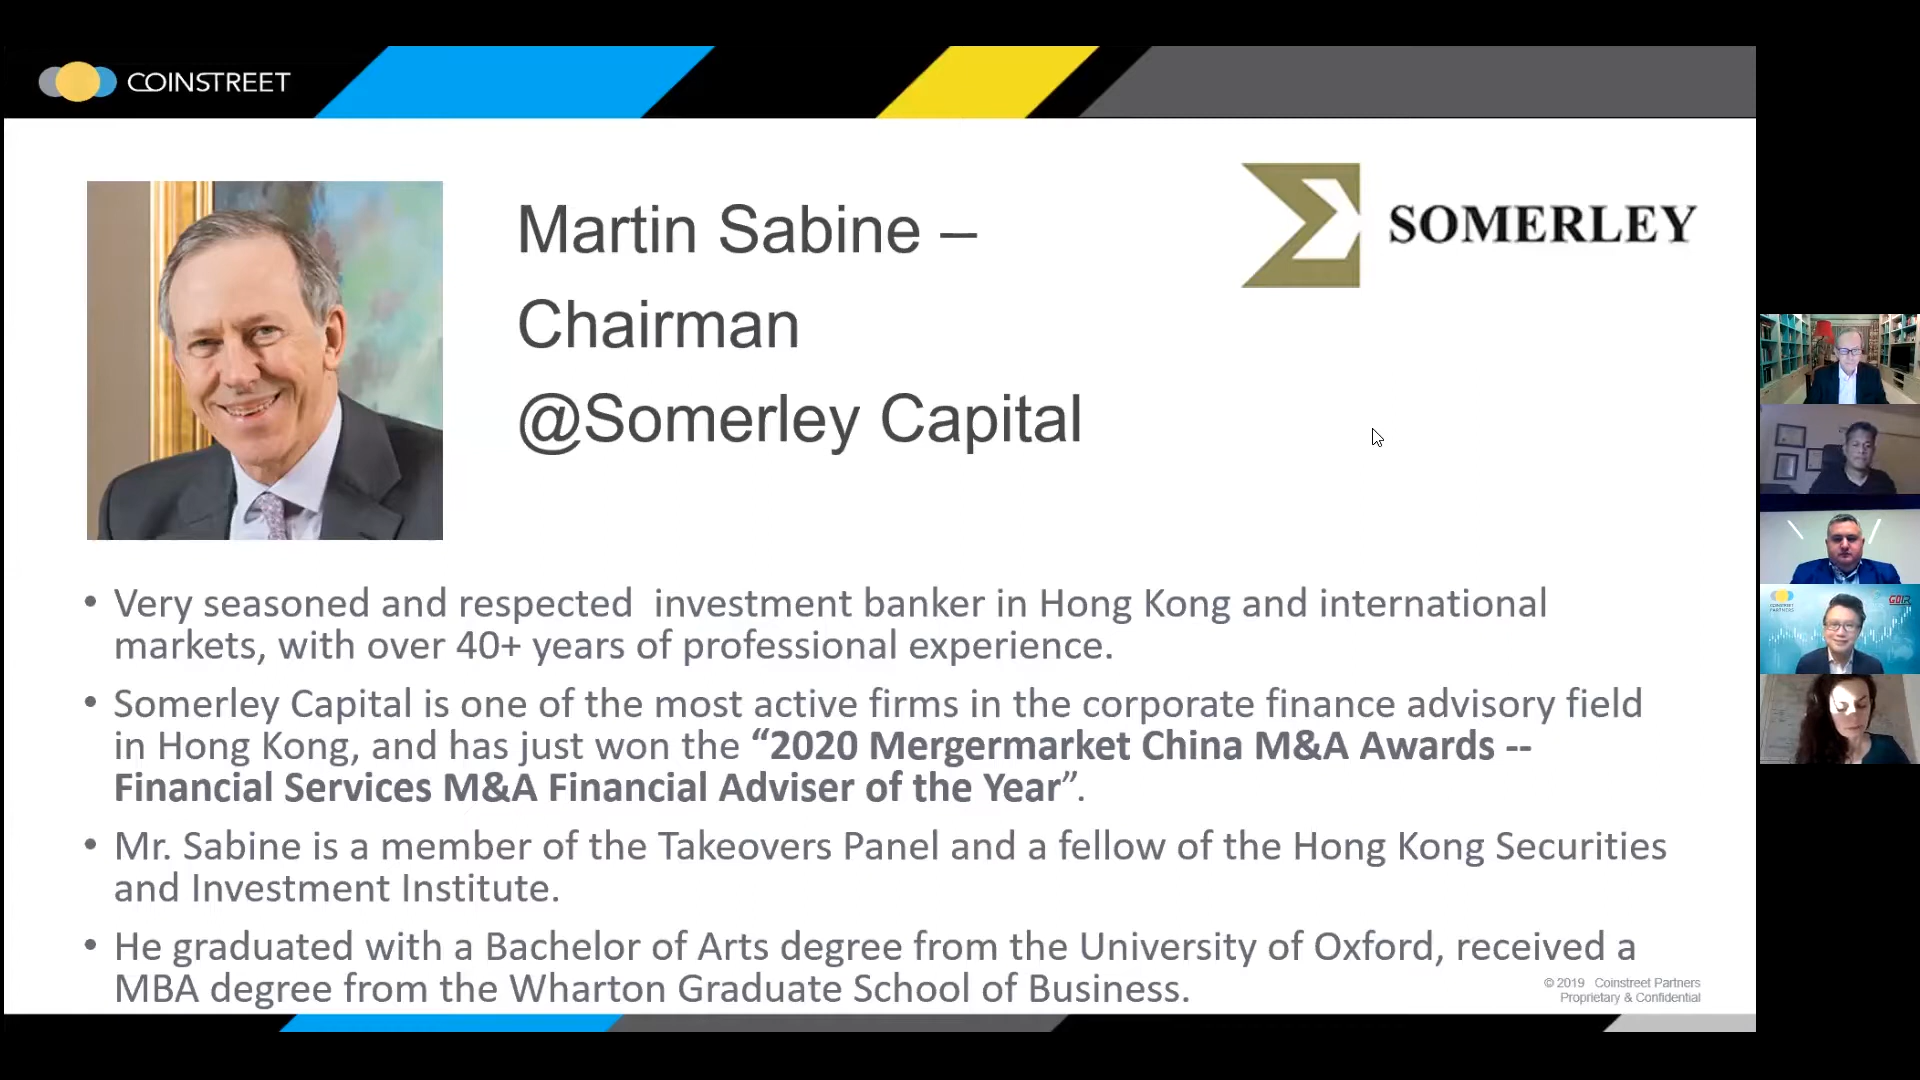 COINSTREET
Martin Sabine –
Chairman
@Somerley Capital
SOMERLEY
• Very seasoned and respected  investment banker in Hong Kong and international
markets, with over 40+ years of professional experience.
• Somerley Capital is one of the most active firms in the corporate finance advisory field
in Hong Kong, and has just won the “2020 Mergermarket China M&A Awards --
Financial Services M&A Financial Adviser of the Year”.
• Mr. Sabine is a member of the Takeovers Panel and a fellow of the Hong Kong Securities
and Investment Institute.
• He graduated with a Bachelor of Arts degree from the University of Oxford, received a
MBA degree from the Wharton Graduate School of Business.
© 2019 Coinstreet Partners
Proprietary & Confidential